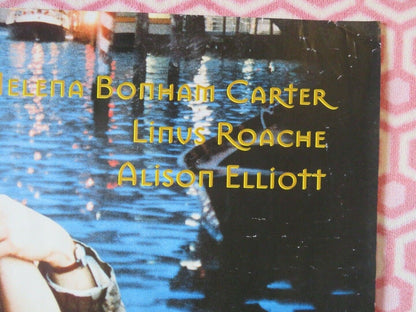 Helena Bonham Carter
Linus Roache
Alison Elliott